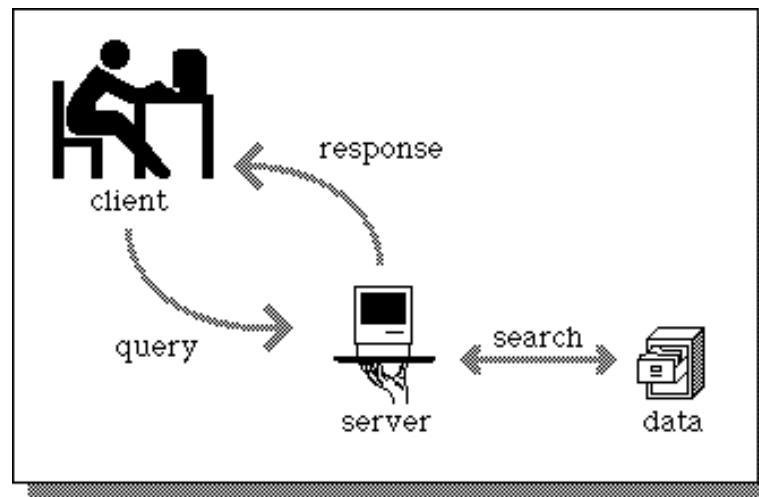 response
client
query
search
server
data